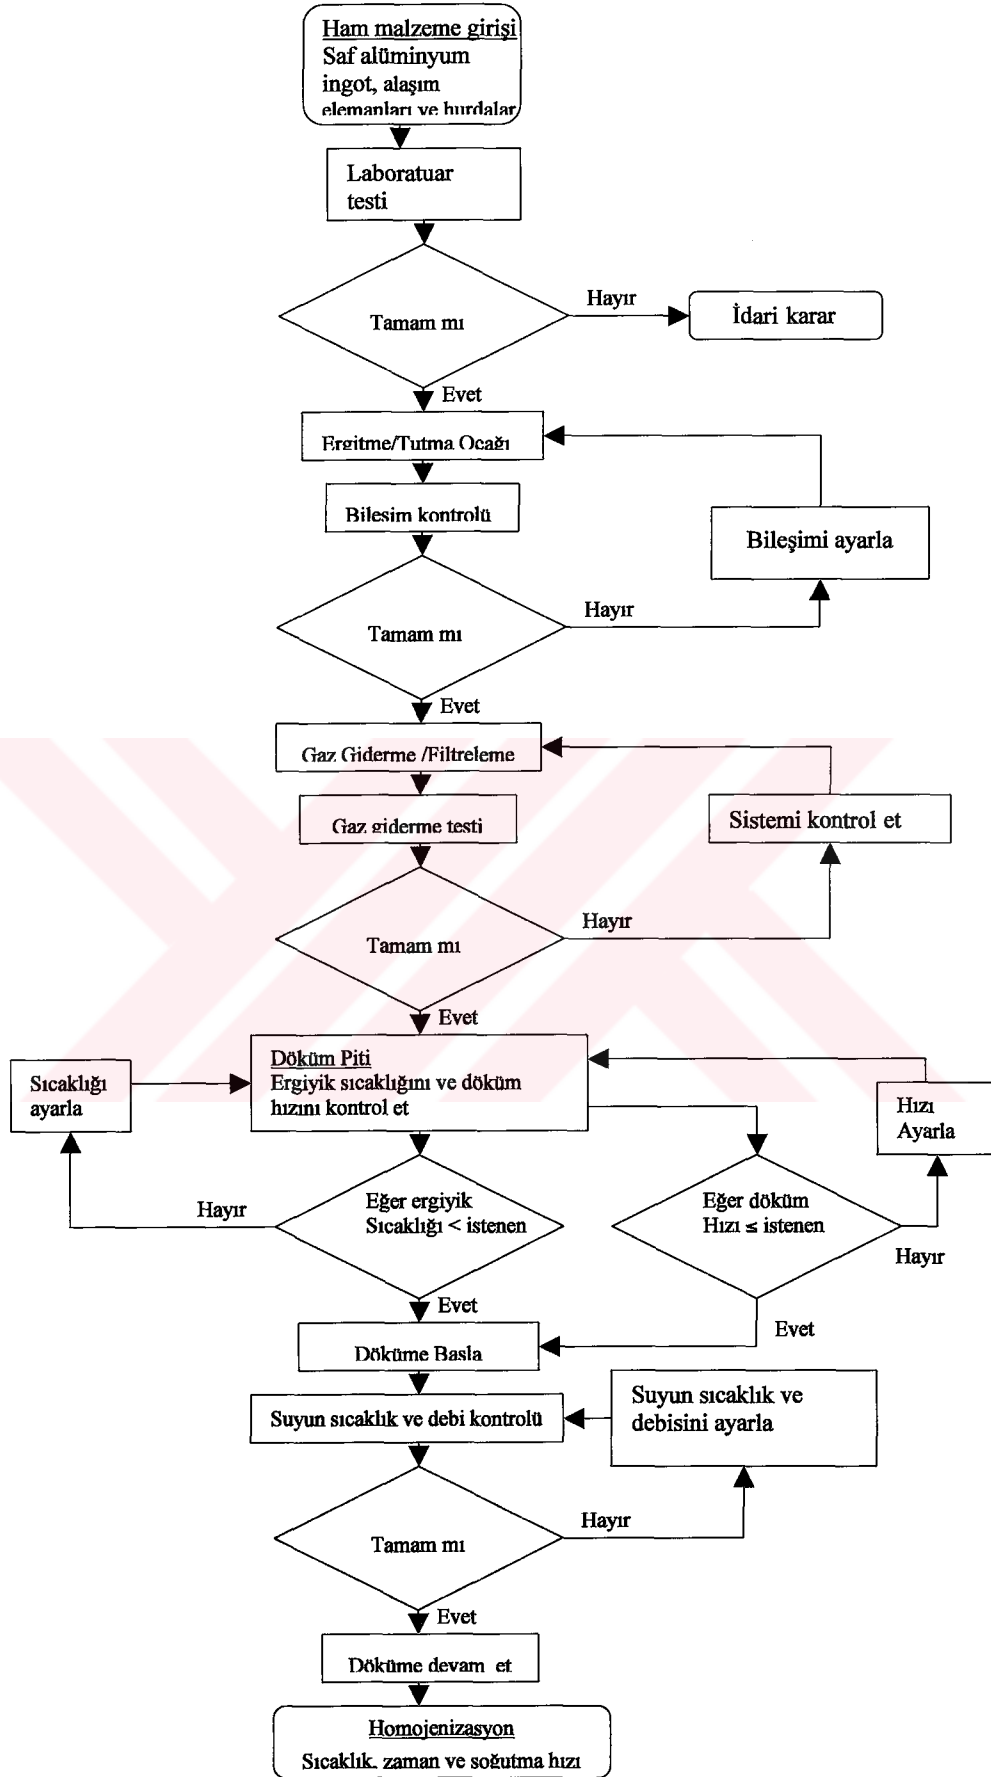 Ham malzeme girişi
Saf alüminyum
ingot, alaşım
elemanları ve hurdalar
Laboratuar
testi
Tamam mı
Hayır
İdari karar
Evet
Ergitme/Tutma Ocağı
Bileşim kontrolü
Bileşimi ayarla
Tamam mı
Hayır
Evet
Gaz Giderme /Filtreleme
Gaz giderme testi
Sistemi kontrol et
Tamam mı
Hayır
Evet
Döküm Piti
Ergiyik sıcaklığını ve döküm
hızını kontrol et
Sıcaklığı
ayarla
Hızı
Ayarla
Eğer ergiyik
Sıcaklığı < istenen
Hayır
Eğer döküm
Hızı ≤ istenen
Hayır
Evet
Evet
Döküme Başla
Suyun sıcaklık ve debi kontrolü
Suyun sıcaklık ve
debisini ayarla
Tamam mı
Hayır
Evet
Döküme devam et
Homojenizasyon
Sıcaklık, zaman ve soğutma hızı